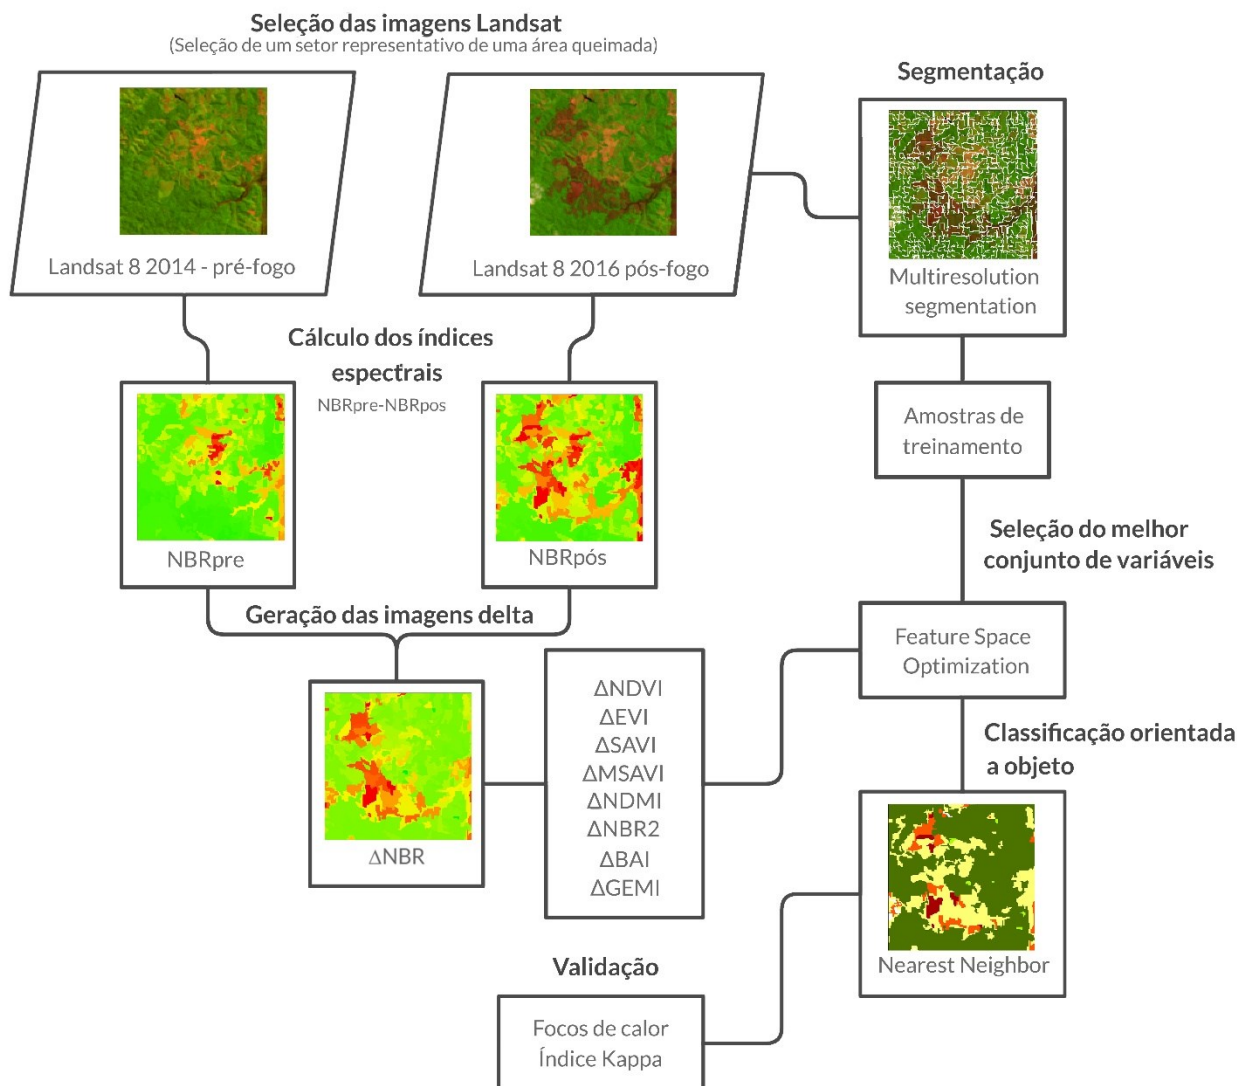 Seleção das imagens Landsat
(Seleção de um setor representativo de uma área queimada)
Landsat 8 2014 - pré-fogo
Landsat 8 2016 pós-fogo
Segmentação
Multiresolution
segmentation
Cálculo dos índices
espectrais
NBRpre-NBRpos
NBRpre
NBRpós
Amostras de
treinamento
Seleção do melhor
conjunto de variáveis
Geração das imagens delta
Feature Space
Optimization
ΔNBR
ΔNDVI
ΔEVI
ΔSAVI
ΔMSAVI
ΔNDMI
ΔNBR2
ΔBAI
ΔGEMI
Classificação orientada
a objeto
Nearest Neighbor
Validação
Focos de calor
Índice Kappa